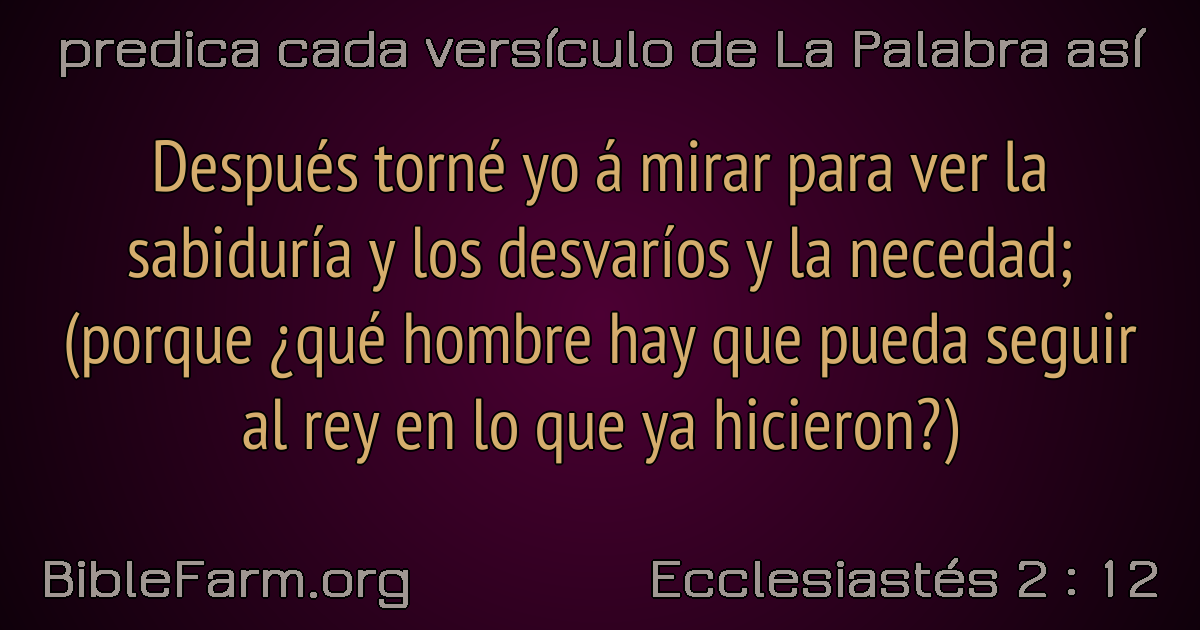 predica cada versículo de La Palabra así
Después torné yo á mirar para ver la
sabiduría y los desvaríos y la necedad;
(porque ¿qué hombre hay que pueda seguir
al rey en lo que ya hicieron?)
BibleFarm.org
Ecclesiastés 2 : 12